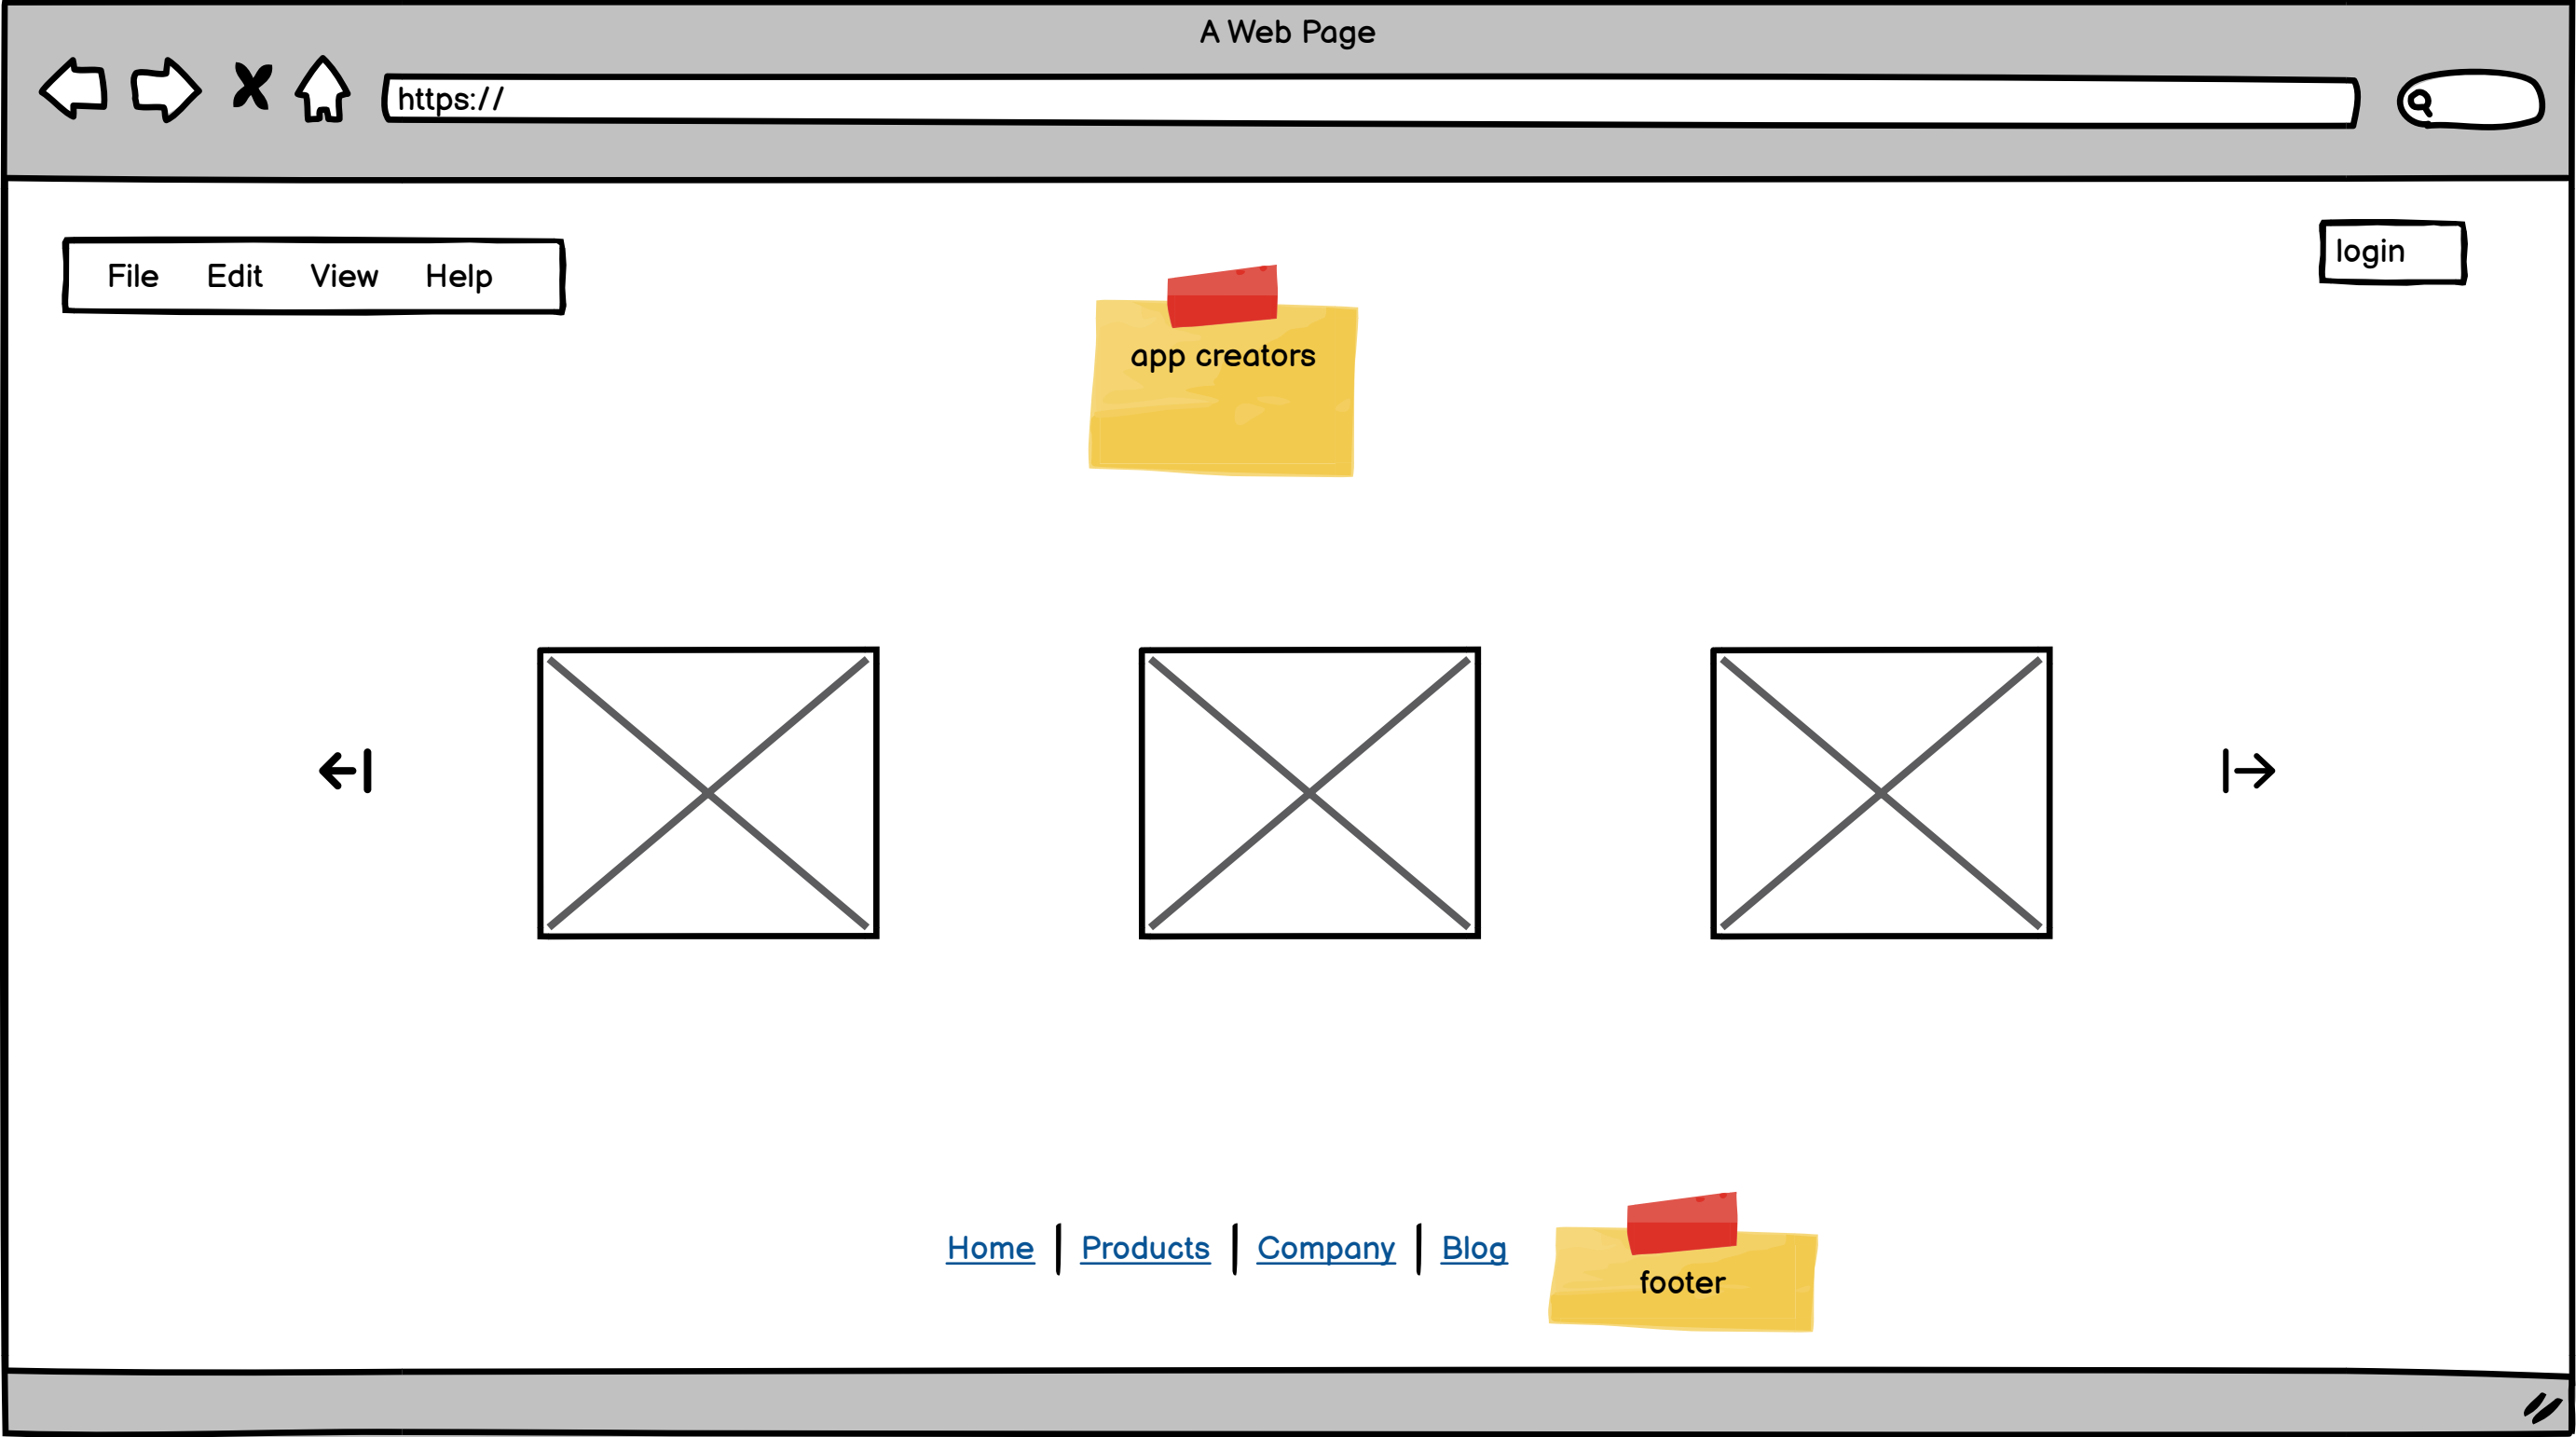 A Web Page
https://
File Edit View Help
login
app creators
Home | Products | Company | Blog
footer